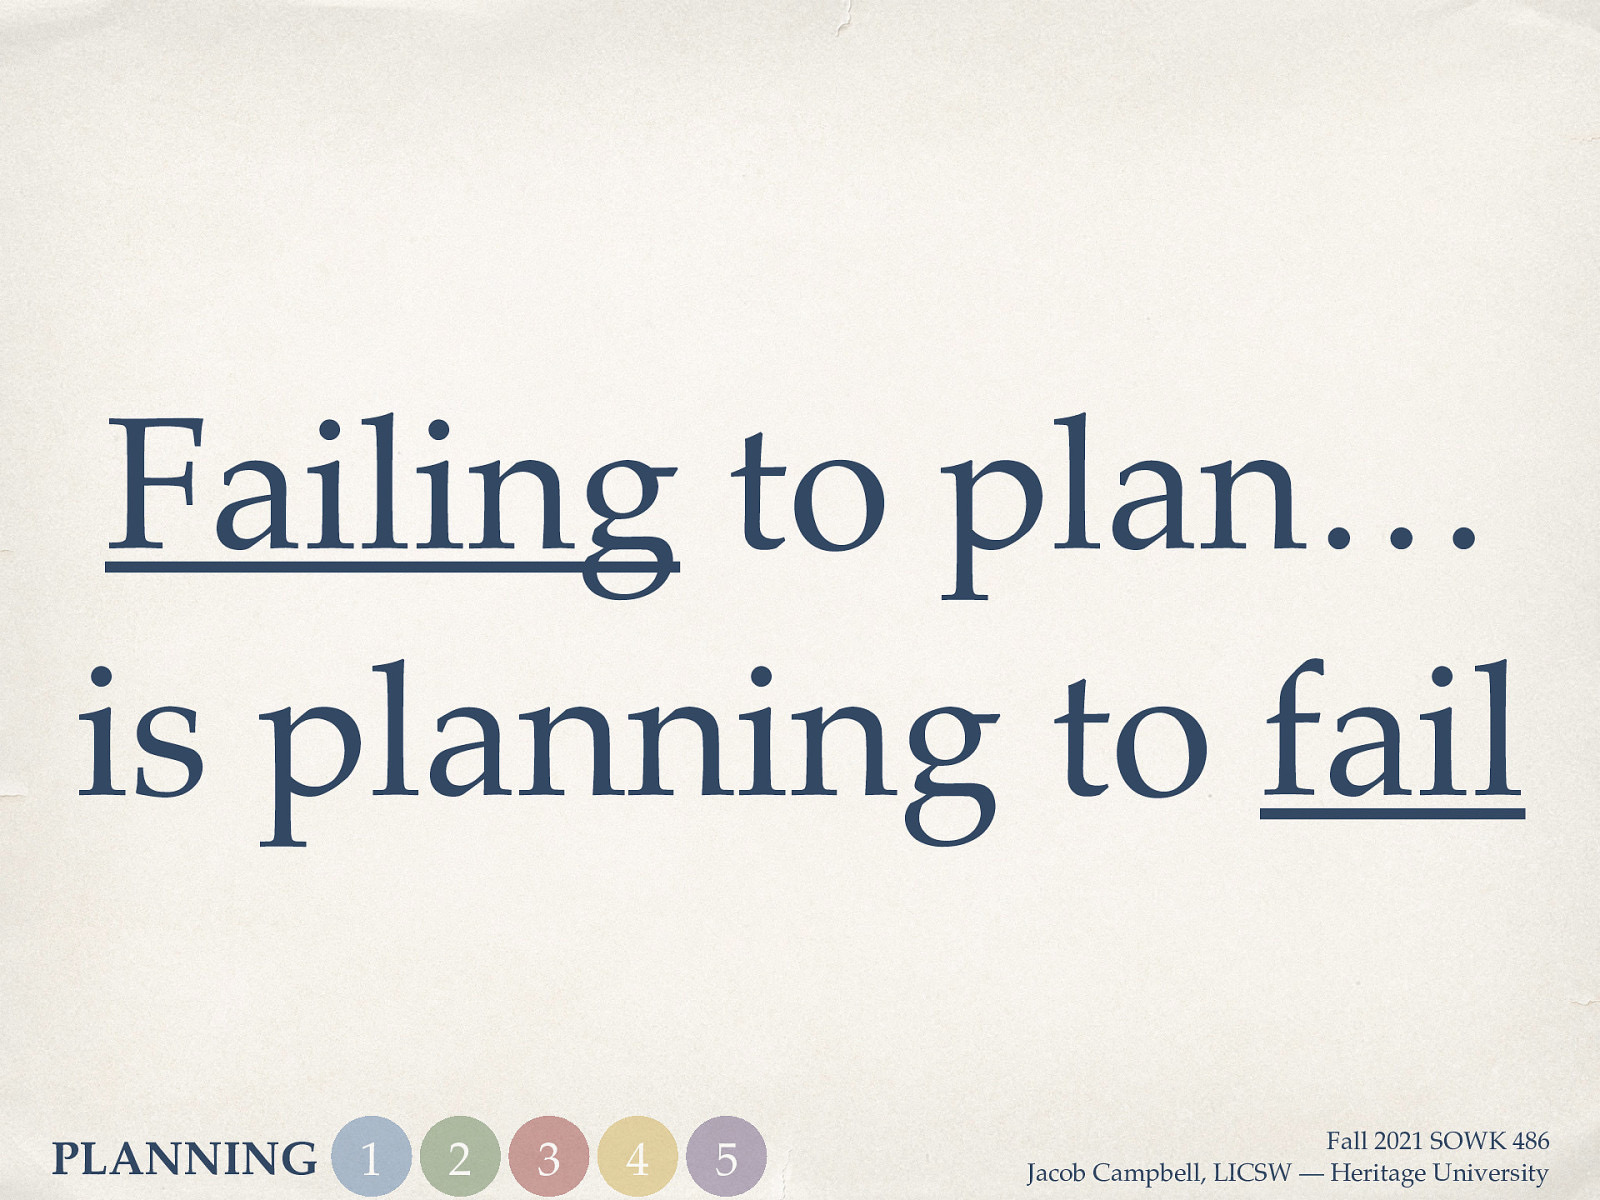 Failing to plan…
is planning to fail
PLANNING 1 2 3 4 5
Fall 2021 SOWK 486
Jacob Campbell, LICSW — Heritage University